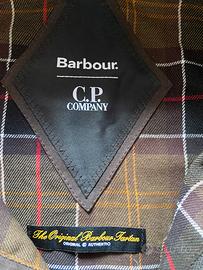 Barbour.
C.P.
COMPANY
The Original Barbour Tartan
ORIGINAL & AUTHENTIC